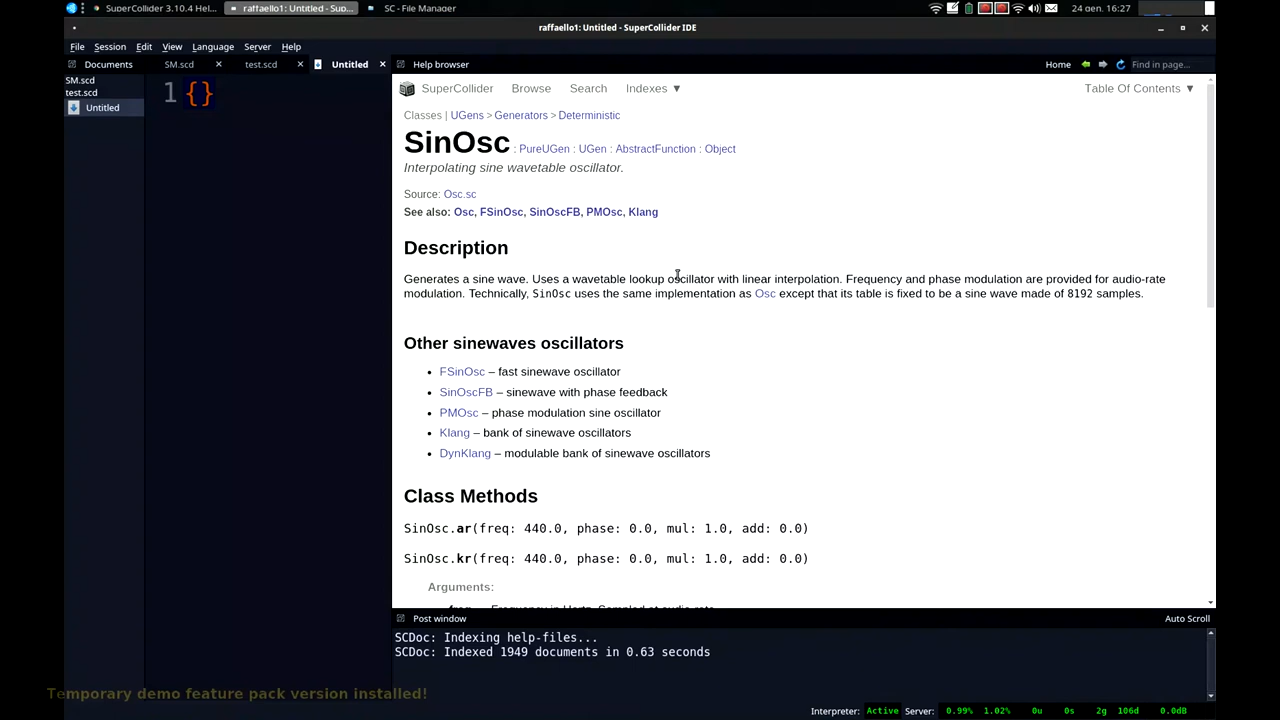 SuperCollider 3.10.4 Hel...
raffaello1: Untitled - Sup...
SC - File Manager
24 gen, 16:27
raffaello1: Untitled - SuperCollider IDE
File Session Edit View Language Server Help
Documents
SM.scd
test.scd
Untitled
SM.scd
test.scd
Untitled
1 {}
Help browser
Home
Find in page...
SuperCollider Browse Search Indexes ▼
Table Of Contents ▼
Classes | UGens > Generators > Deterministic
SinOsc : PureUGen : UGen : AbstractFunction : Object
Interpolating sine wavetable oscillator.
Source: Osc.sc
See also: Osc, FSinOsc, SinOscFB, PMOsc, Klang
Description
Generates a sine wave. Uses a wavetable lookup oscillator with linear interpolation. Frequency and phase modulation are provided for audio-rate
modulation. Technically, SinOsc uses the same implementation as Osc except that its table is fixed to be a sine wave made of 8192 samples.
Other sinewaves oscillators
• FSinOsc – fast sinewave oscillator
• SinOscFB – sinewave with phase feedback
• PMOsc – phase modulation sine oscillator
• Klang – bank of sinewave oscillators
• DynKlang – modulable bank of sinewave oscillators
Class Methods
SinOsc.ar(freq: 440.0, phase: 0.0, mul: 1.0, add: 0.0)
SinOsc.kr(freq: 440.0, phase: 0.0, mul: 1.0, add: 0.0)
Arguments:
freq Frequency in Hertz. Sampled at audio-rate.
Post window
Auto Scroll
SCDoc: Indexing help-files...
SCDoc: Indexed 1949 documents in 0.63 seconds
Temporary demo feature pack version installed!
Interpreter: Active Server: 0.99% 1.02% 0u 0s 2g 106d 0.0dB